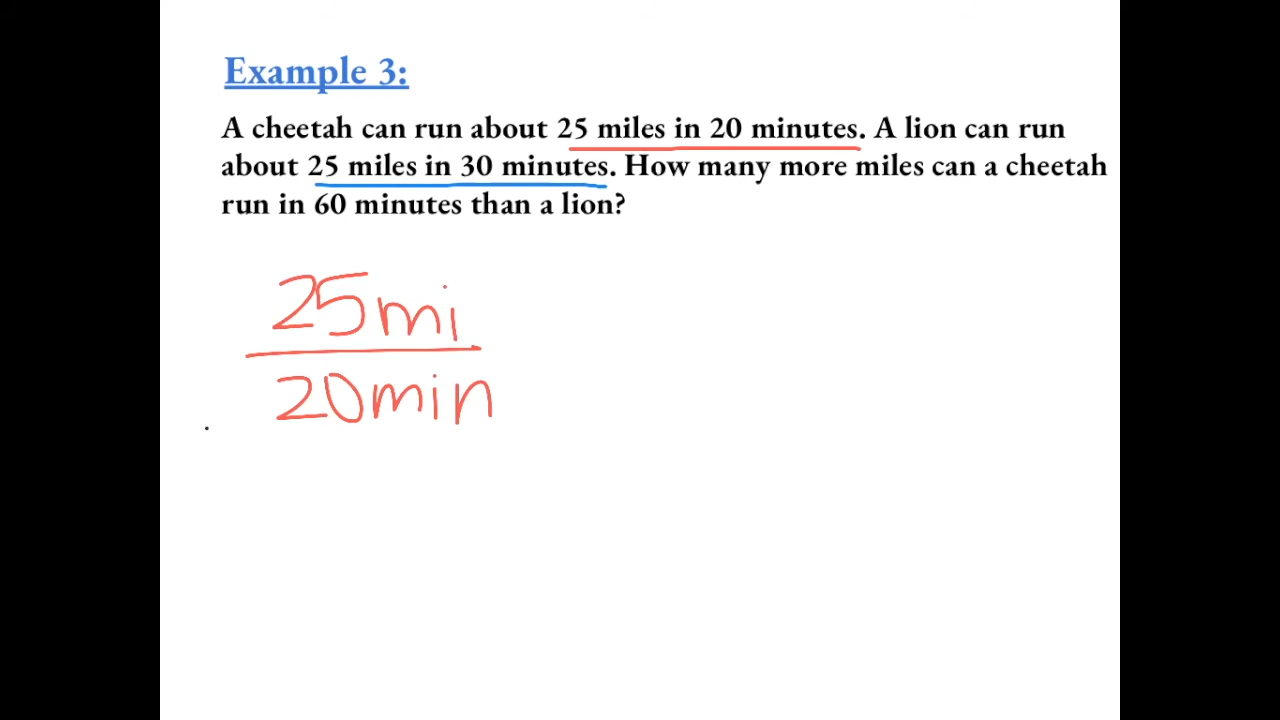 Example 3:
A cheetah can run about 25 miles in 20 minutes. A lion can run
about 25 miles in 30 minutes. How many more miles can a cheetah
run in 60 minutes than a lion?
25mi
20min